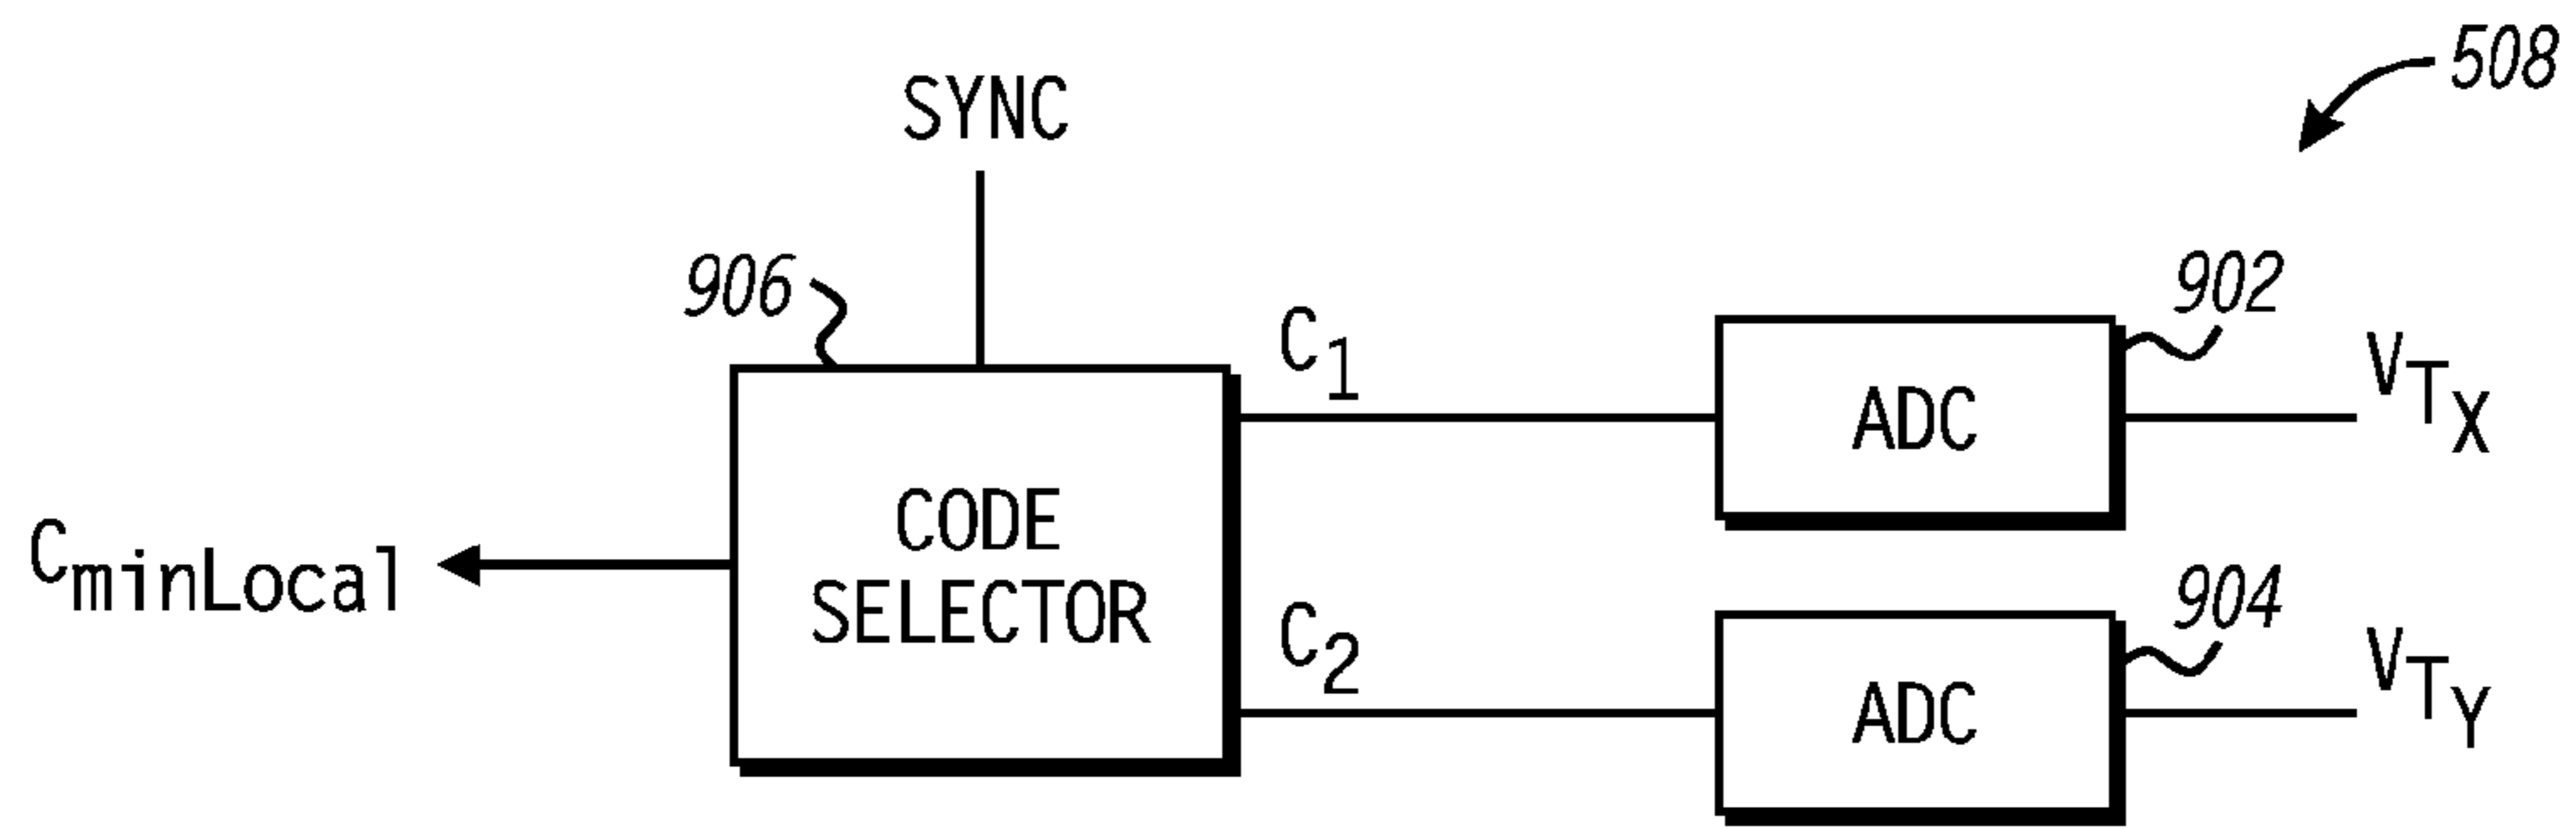 508
SYNC
906
902
C1
VTX
ADC
CODE
SELECTOR
CminLocal
904
C2
VTY
ADC